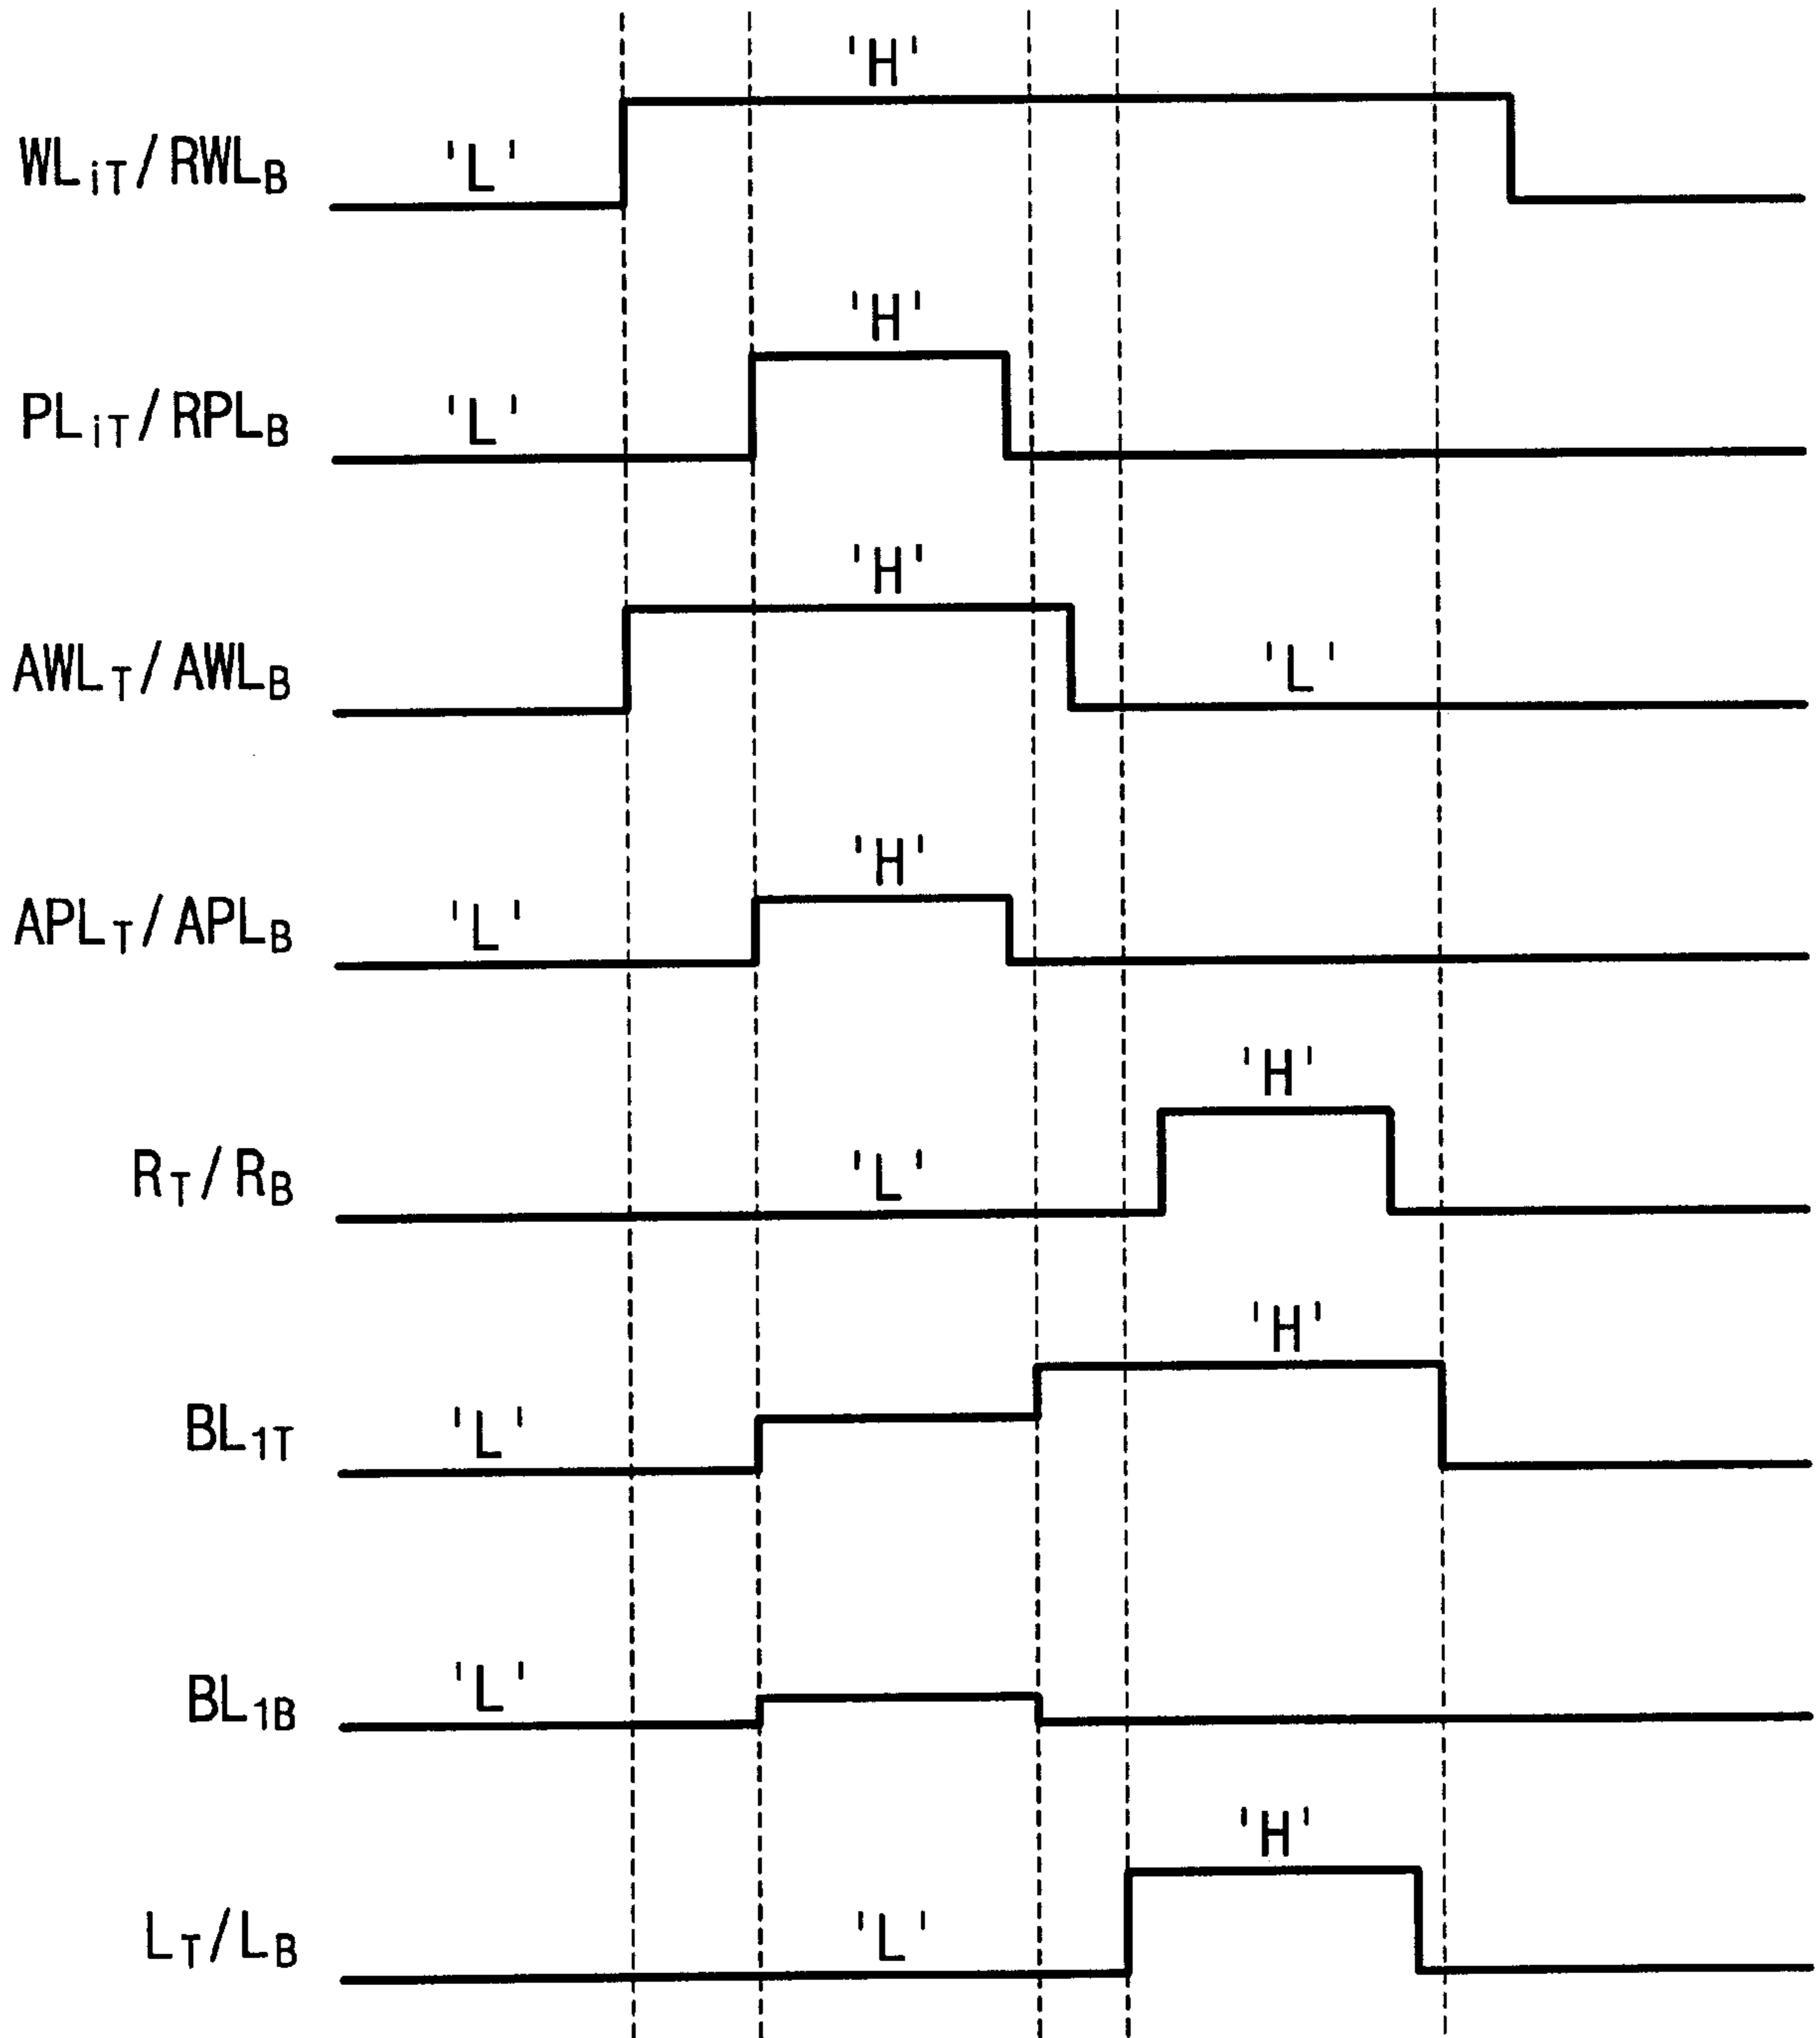 'H'
WLiT/RWLB 'L'
'H'
PLiT/RPLB 'L'
'H'
AWLT/AWLB 'L'
'H'
APLT/APLB 'L'
'H'
RT/RB 'L'
'H'
BL1T 'L'
BL1B 'L'
'H'
LT/LB 'L'